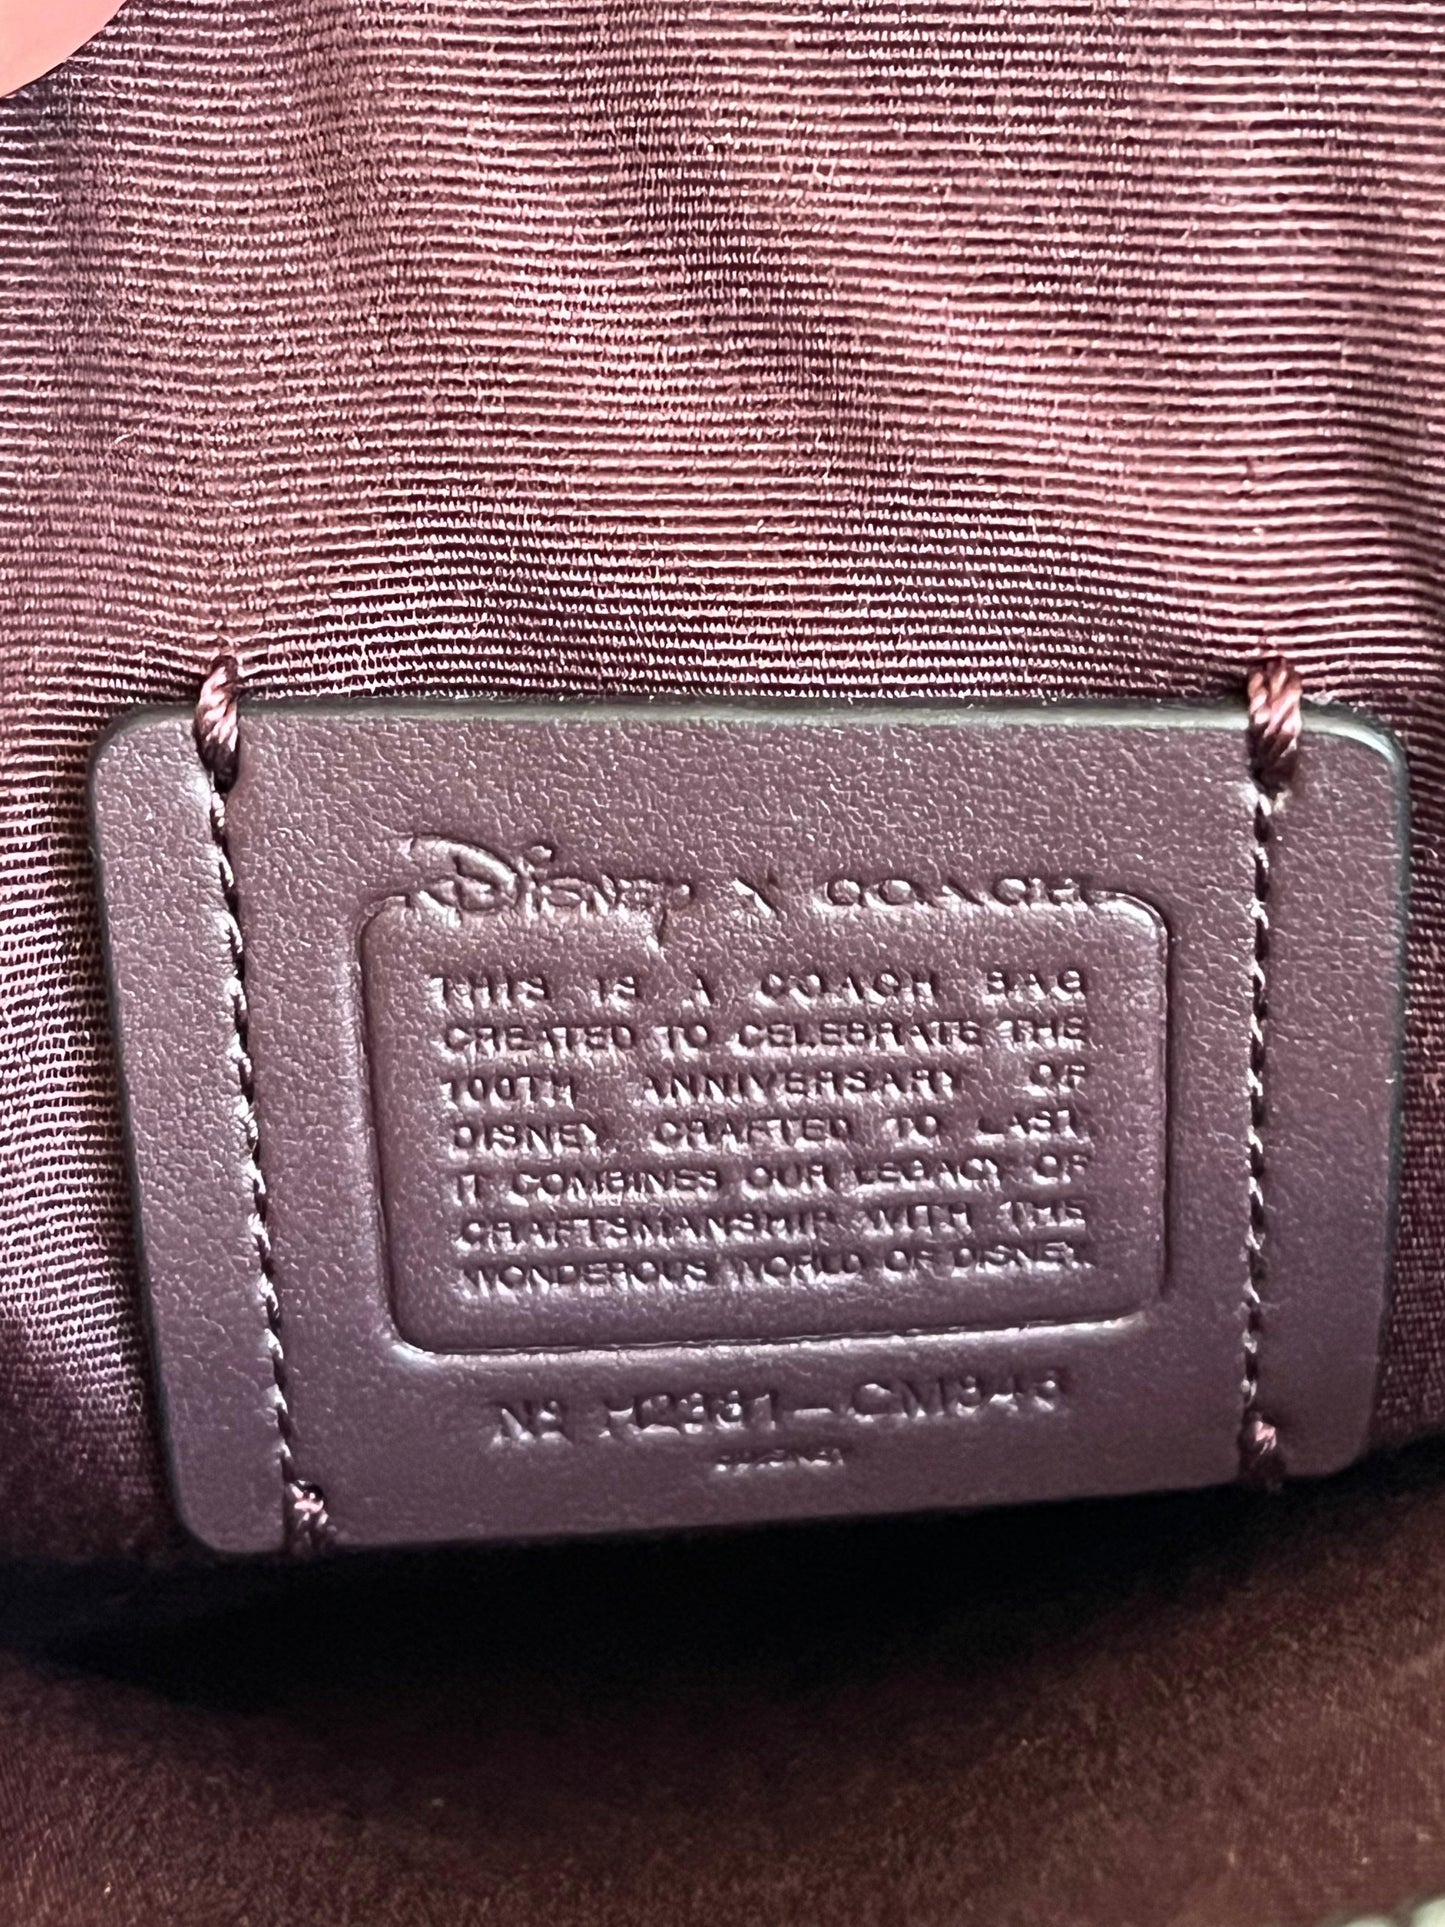 Disney X COACH
THIS IS A COACH BAG
CREATED TO CELEBRATE THE
100TH ANNIVERSARY OF
DISNEY. CRAFTED TO LAST,
IT COMBINES OUR LEGACY OF
CRAFTSMANSHIP WITH THE
WONDEROUS WORLD OF DISNEY.